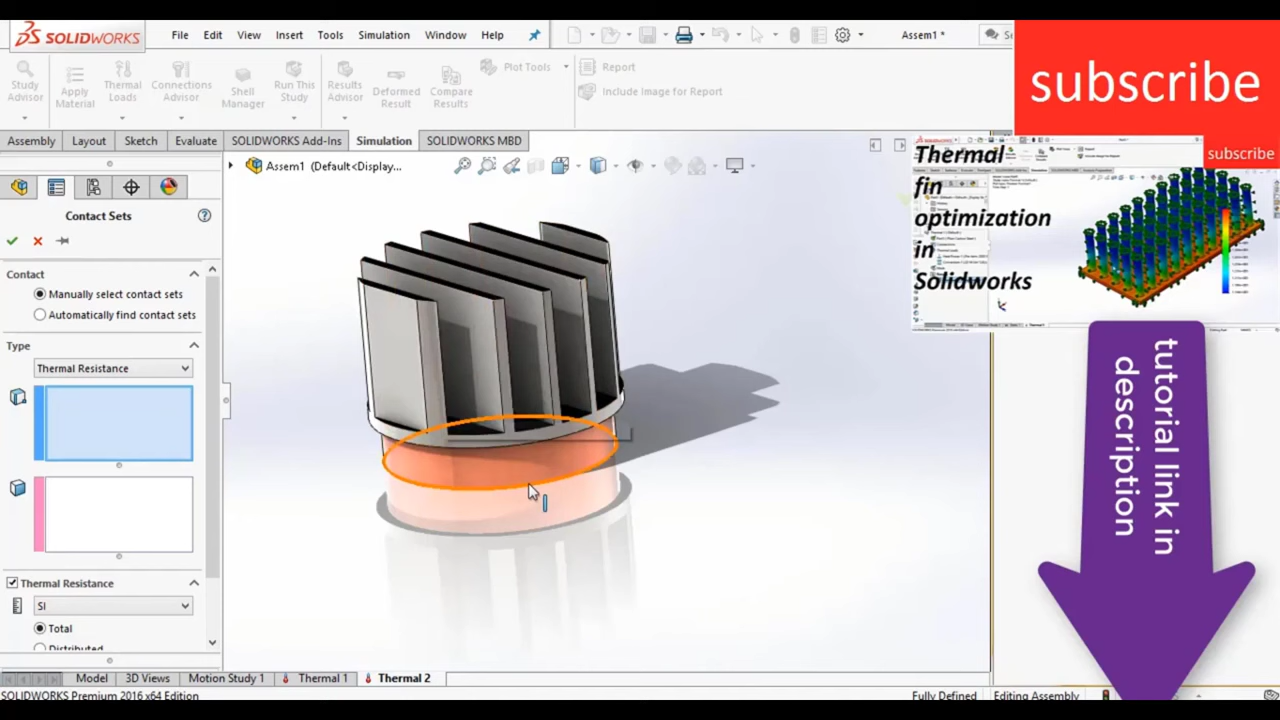 SOLIDWORKS
File Edit View Insert Tools Simulation Window Help
Assem1 *
Study Advisor
Apply Material
Thermal Loads
Connections Advisor
Shell Manager
Run This Study
Results Advisor
Deformed Result
Compare Results
Plot Tools
Report
Include Image for Report
Assembly Layout Sketch Evaluate SOLIDWORKS Add-Ins Simulation SOLIDWORKS MBD
Assem1 (Default<Display...
Contact Sets
Contact
Manually select contact sets
Automatically find contact sets
Type
Thermal Resistance
Thermal Resistance
SI
Total
Distributed
Model 3D Views Motion Study 1 Thermal 1 Thermal 2
SOLIDWORKS Premium 2016 x64 Edition
Fully Defined Editing Assembly
subscribe
subscribe
Thermal
fin
optimization
in
Solidworks
tutorial link in
description